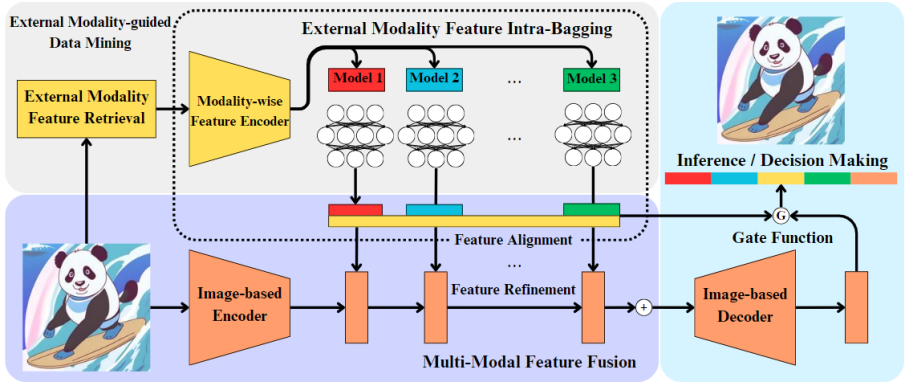 External Modality-guided
Data Mining
External Modality Feature Intra-Bagging
External Modality
Feature Retrieval
Modality-wise
Feature Encoder
Model 1
Model 2
...
Model 3
...
Feature Alignment
...
Image-based
Encoder
Feature Refinement
+
Multi-Modal Feature Fusion
Inference / Decision Making
G
Gate Function
Image-based
Decoder